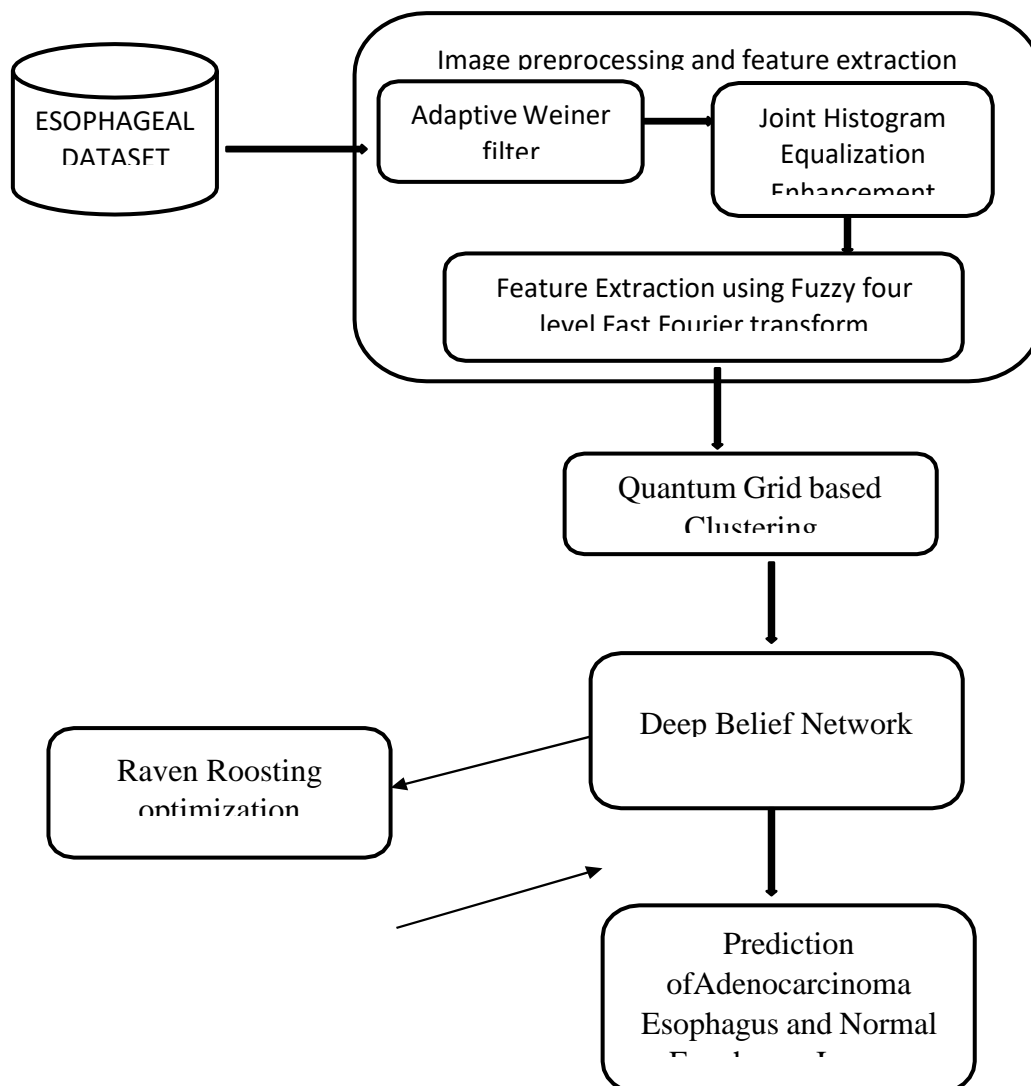 Image preprocessing and feature extraction
ESOPHAGEAL
DATASET
Adaptive Weiner
filter
Joint Histogram
Equalization
Enhancement
Feature Extraction using Fuzzy four
level Fast Fourier transform
Quantum Grid based
Clustering
Deep Belief Network
Raven Roosting
optimization
Prediction
ofAdenocarcinoma
Esophagus and Normal